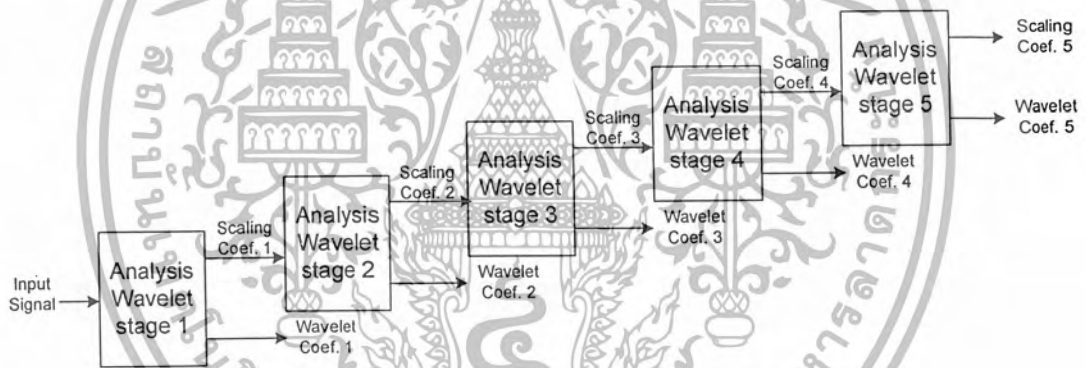 Input
Signal
Analysis
Wavelet
stage 1
Scaling
Coef. 1
Wavelet
Coef. 1
Analysis
Wavelet
stage 2
Scaling
Coef. 2
Wavelet
Coef. 2
Analysis
Wavelet
stage 3
Scaling
Coef. 3
Wavelet
Coef. 3
Analysis
Wavelet
stage 4
Scaling
Coef. 4
Wavelet
Coef. 4
Analysis
Wavelet
stage 5
Scaling
Coef. 5
Wavelet
Coef. 5